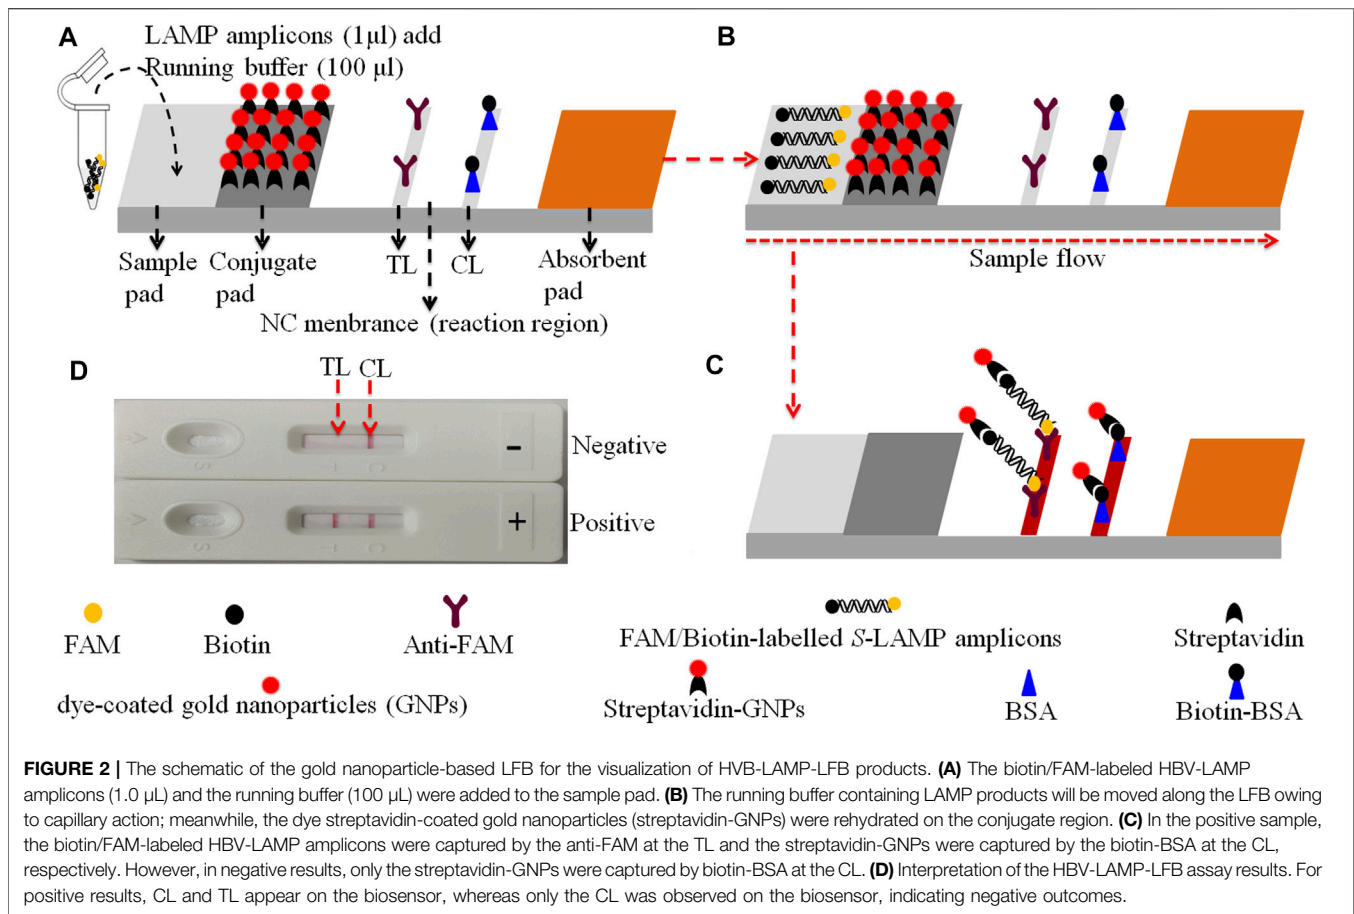 A
LAMP amplicons (1μl) add
Running buffer (100 μl)
B
Sample pad
Conjugate pad
TL
CL
Absorbent pad
NC menbrance (reaction region)
Sample flow
D
TL CL
S
T
C
-
Negative
S
T
C
+
Positive
C
FAM
Biotin
Anti-FAM
FAM/Biotin-labelled S-LAMP amplicons
Streptavidin
dye-coated gold nanoparticles (GNPs)
Streptavidin-GNPs
BSA
Biotin-BSA
FIGURE 2 | The schematic of the gold nanoparticle-based LFB for the visualization of HVB-LAMP-LFB products. (A) The biotin/FAM-labeled HBV-LAMP
amplicons (1.0 μL) and the running buffer (100 μL) were added to the sample pad. (B) The running buffer containing LAMP products will be moved along the LFB owing
to capillary action; meanwhile, the dye streptavidin-coated gold nanoparticles (streptavidin-GNPs) were rehydrated on the conjugate region. (C) In the positive sample,
the biotin/FAM-labeled HBV-LAMP amplicons were captured by the anti-FAM at the TL and the streptavidin-GNPs were captured by the biotin-BSA at the CL,
respectively. However, in negative results, only the streptavidin-GNPs were captured by biotin-BSA at the CL. (D) Interpretation of the HBV-LAMP-LFB assay results. For
positive results, CL and TL appear on the biosensor, whereas only the CL was observed on the biosensor, indicating negative outcomes.